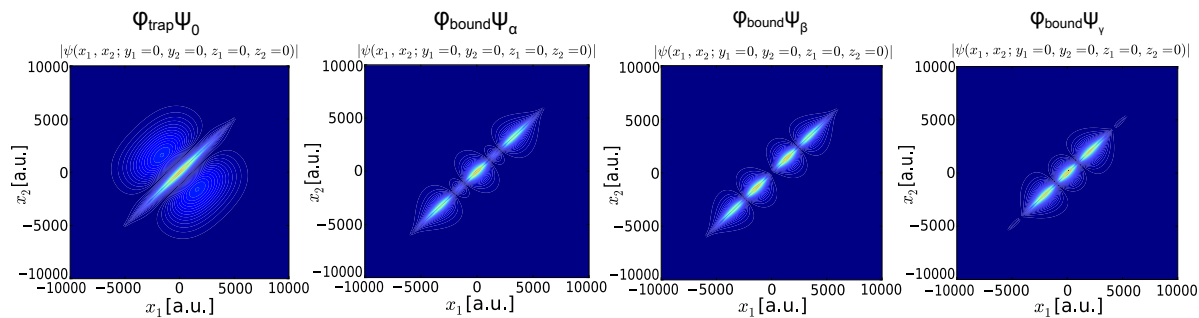 φtrapΨ0
|ψ(x1, x2; y1 =0, y2 =0, z1 =0, z2 =0)|
10000
5000
0
−5000
−10000
x2 [a.u.]
−10000 −5000 0 5000 10000
x1 [a.u.]
φboundΨα
|ψ(x1, x2; y1 =0, y2 =0, z1 =0, z2 =0)|
10000
5000
0
−5000
−10000
x2 [a.u.]
−10000 −5000 0 5000 10000
x1 [a.u.]
φboundΨβ
|ψ(x1, x2; y1 =0, y2 =0, z1 =0, z2 =0)|
10000
5000
0
−5000
−10000
x2 [a.u.]
−10000 −5000 0 5000 10000
x1 [a.u.]
φboundΨγ
|ψ(x1, x2; y1 =0, y2 =0, z1 =0, z2 =0)|
10000
5000
0
−5000
−10000
x2 [a.u.]
−10000 −5000 0 5000 10000
x1 [a.u.]